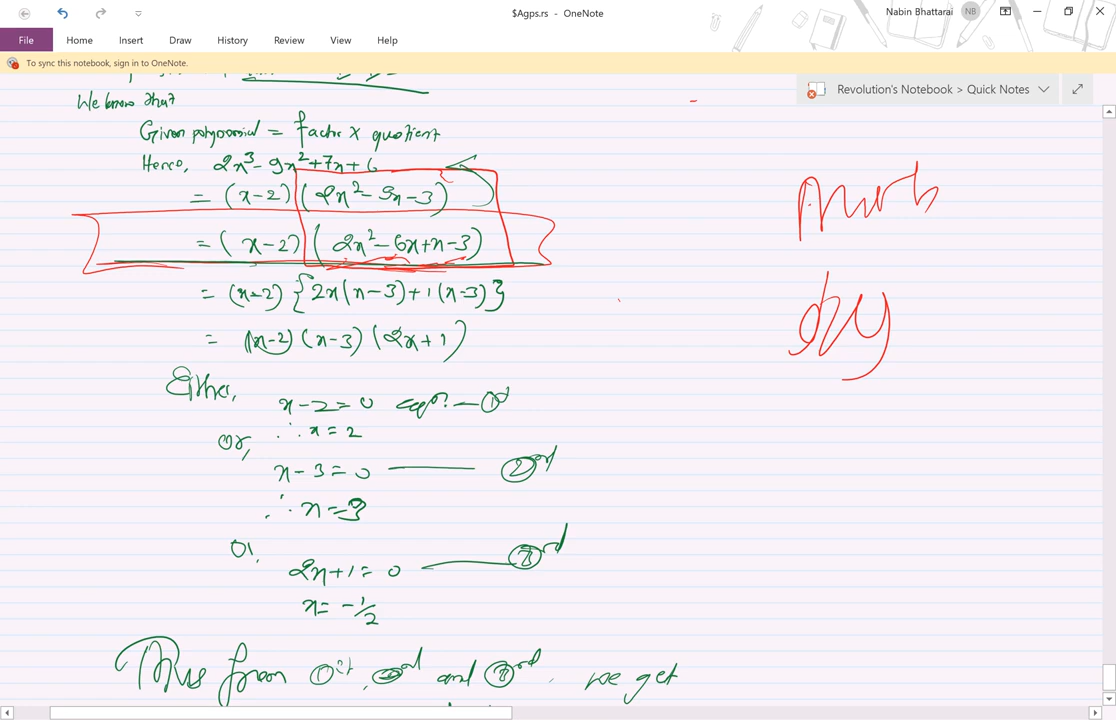 $Agps.rs - OneNote
Nabin Bhattarai NB
File Home Insert Draw History Review View Help
To sync this notebook, sign in to OneNote.
Revolution's Notebook > Quick Notes
We know that
Given polynomial = factor x quotient
Hence, 2x³ - 9x² + 7x + 6
= (x-2) (2x² - 5x - 3)
= (x-2) (2x² - 6x + x - 3)
= (x-2) {2x(x-3)+1(x-3)}
= (x-2) (x-3) (2x+1)
Either,
x-2=0 eqn. — 1st
∴ x = 2
Or,
x-3=0 — 2nd
∴ x = 3
Or,
2x+1=0 — 3rd
x= -1/2
Thus from 1st, 2nd and 3rd, we get